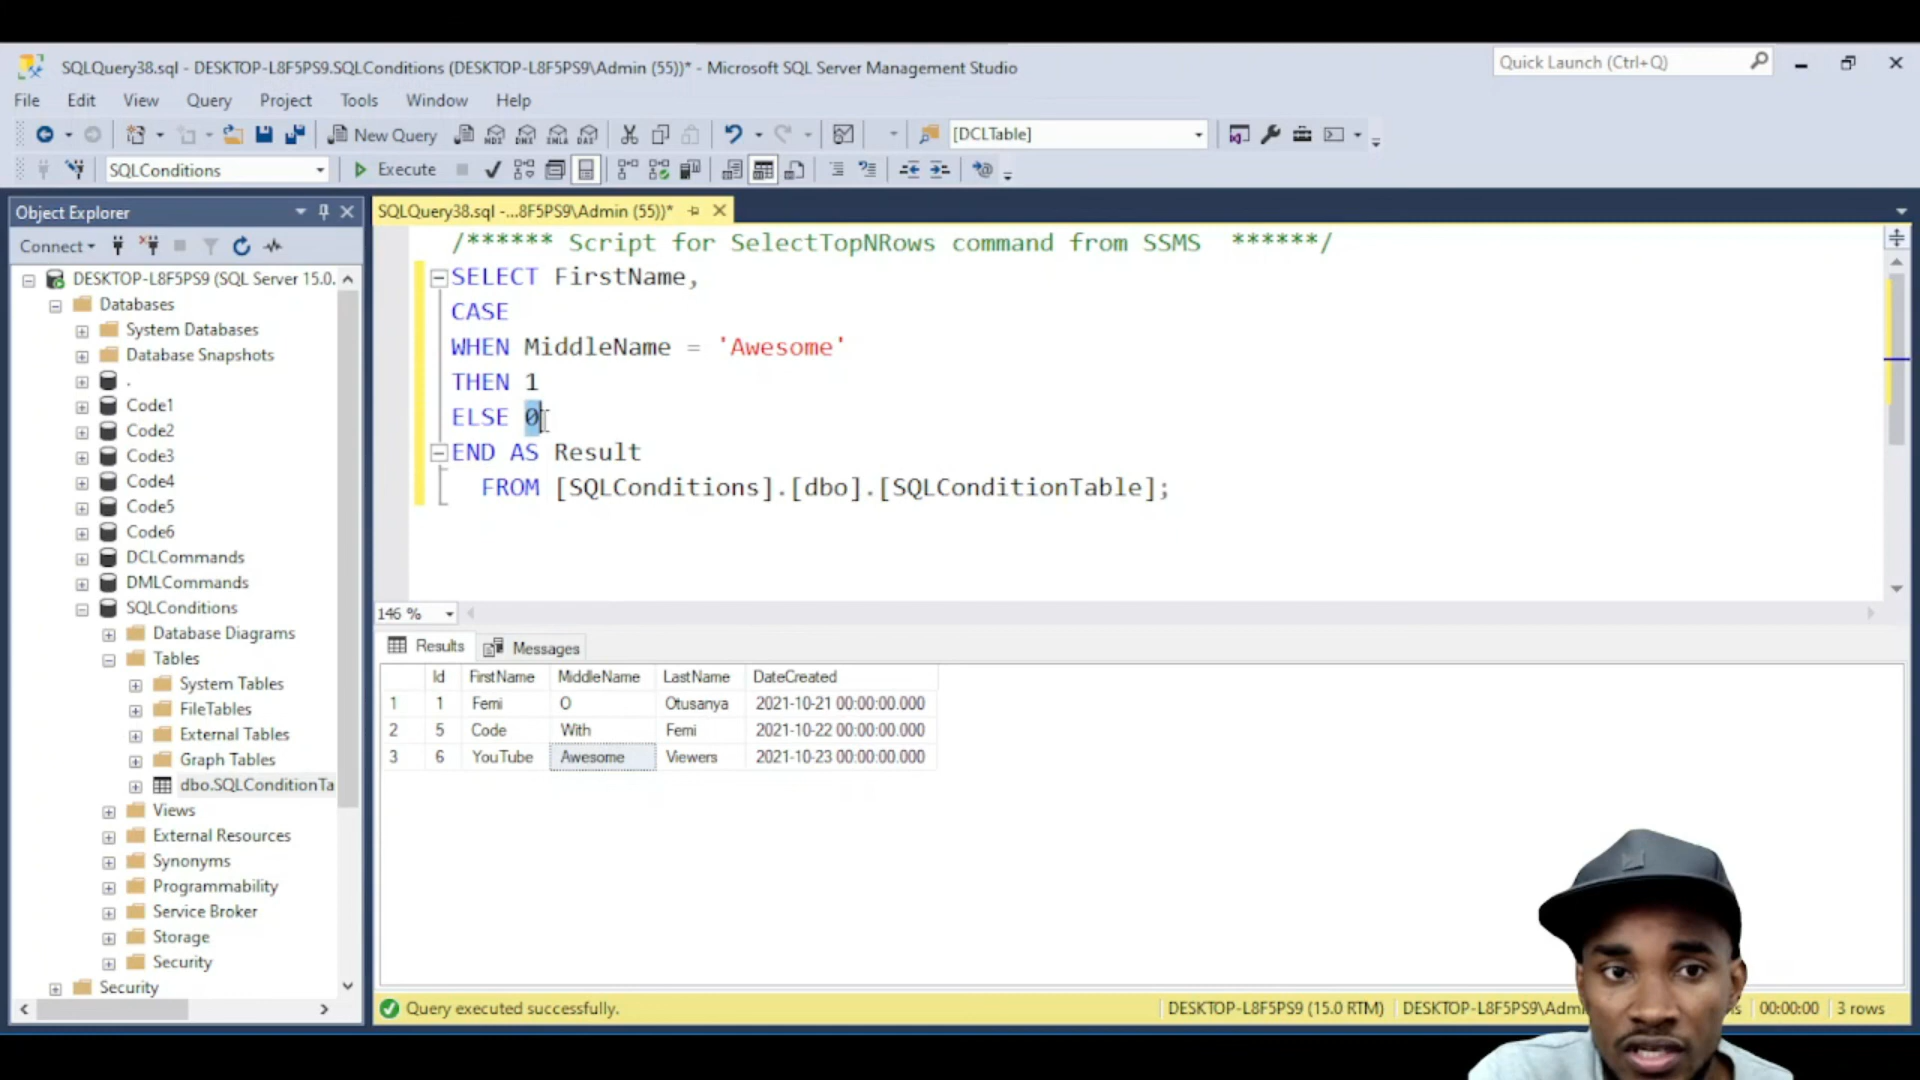 SQLQuery38.sql - DESKTOP-L8F5PS9.SQLConditions (DESKTOP-L8F5PS9\Admin (55))* - Microsoft SQL Server Management Studio
Quick Launch (Ctrl+Q)
File Edit View Query Project Tools Window Help
New Query
[DCLTable]
SQLConditions
Execute
Object Explorer
Connect
DESKTOP-L8F5PS9 (SQL Server 15.0.
Databases
System Databases
Database Snapshots
.
Code1
Code2
Code3
Code4
Code5
Code6
DCLCommands
DMLCommands
SQLConditions
Database Diagrams
Tables
System Tables
FileTables
External Tables
Graph Tables
dbo.SQLConditionTa
Views
External Resources
Synonyms
Programmability
Service Broker
Storage
Security
Security
SQLQuery38.sql -...8F5PS9\Admin (55))*
/****** Script for SelectTopNRows command from SSMS  ******/
SELECT FirstName,
CASE
WHEN MiddleName = 'Awesome'
THEN 1
ELSE 0
END AS Result
FROM [SQLConditions].[dbo].[SQLConditionTable];
146 %
Results Messages
Id FirstName MiddleName LastName DateCreated
1 1 Femi O Otusanya 2021-10-21 00:00:00.000
2 5 Code With Femi 2021-10-22 00:00:00.000
3 6 YouTube Awesome Viewers 2021-10-23 00:00:00.000
Query executed successfully.
DESKTOP-L8F5PS9 (15.0 RTM) DESKTOP-L8F5PS9\Admi 00:00:00 3 rows